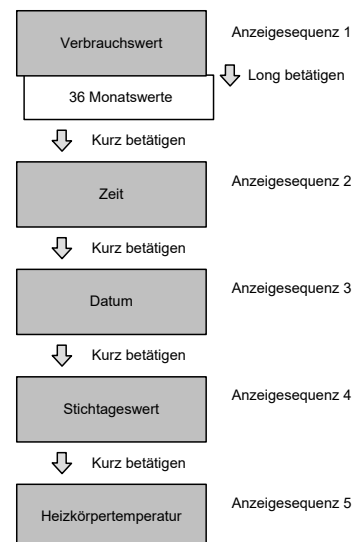 Verbrauchswert
Anzeigesequenz 1
Long betätigen
36 Monatswerte
Kurz betätigen
Zeit
Anzeigesequenz 2
Kurz betätigen
Datum
Anzeigesequenz 3
Kurz betätigen
Stichtageswert
Anzeigesequenz 4
Kurz betätigen
Heizkörpertemperatur
Anzeigesequenz 5